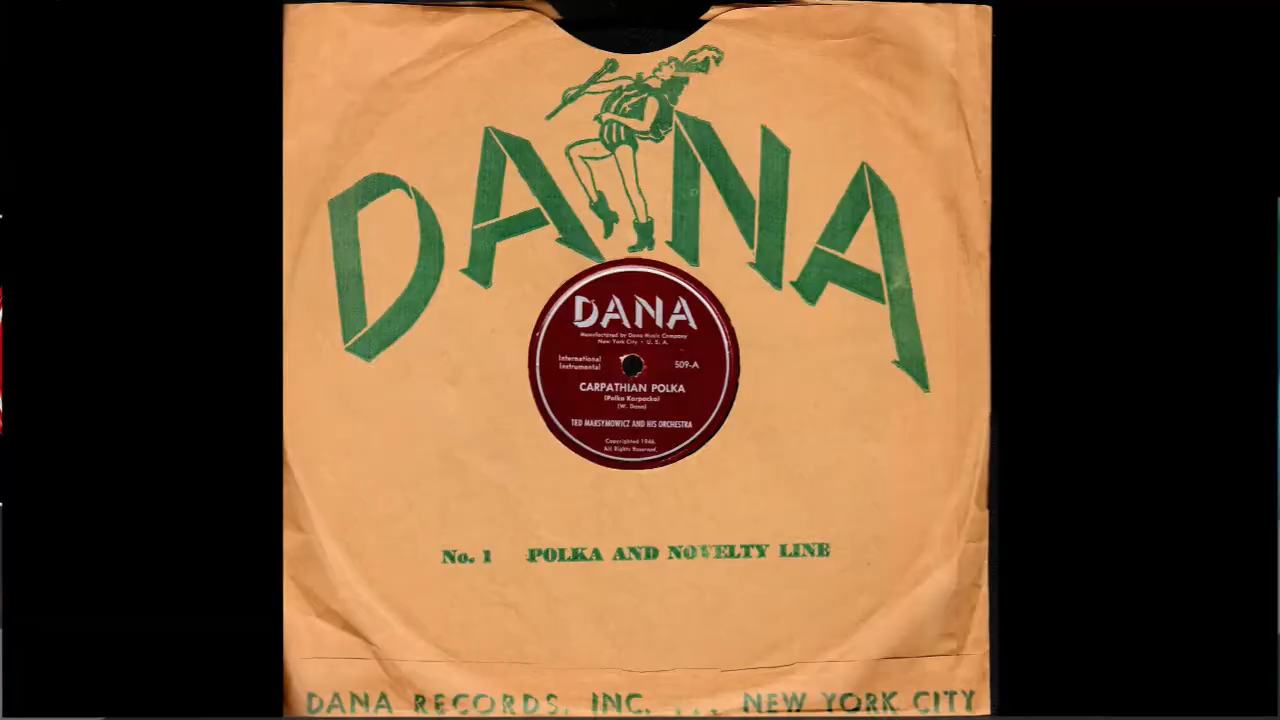 DANA
DANA
Manufactured by Dana Music Company
New York City • U. S. A.
International
Instrumental
509-A
CARPATHIAN POLKA
(Polka Karpacka)
(W. Dana)
TED MAKSYMOWICZ AND HIS ORCHESTRA
Copyrighted 1946.
All Rights Reserved.
No. 1 POLKA AND NOVELTY LINE
DANA RECORDS, INC. ... NEW YORK CITY